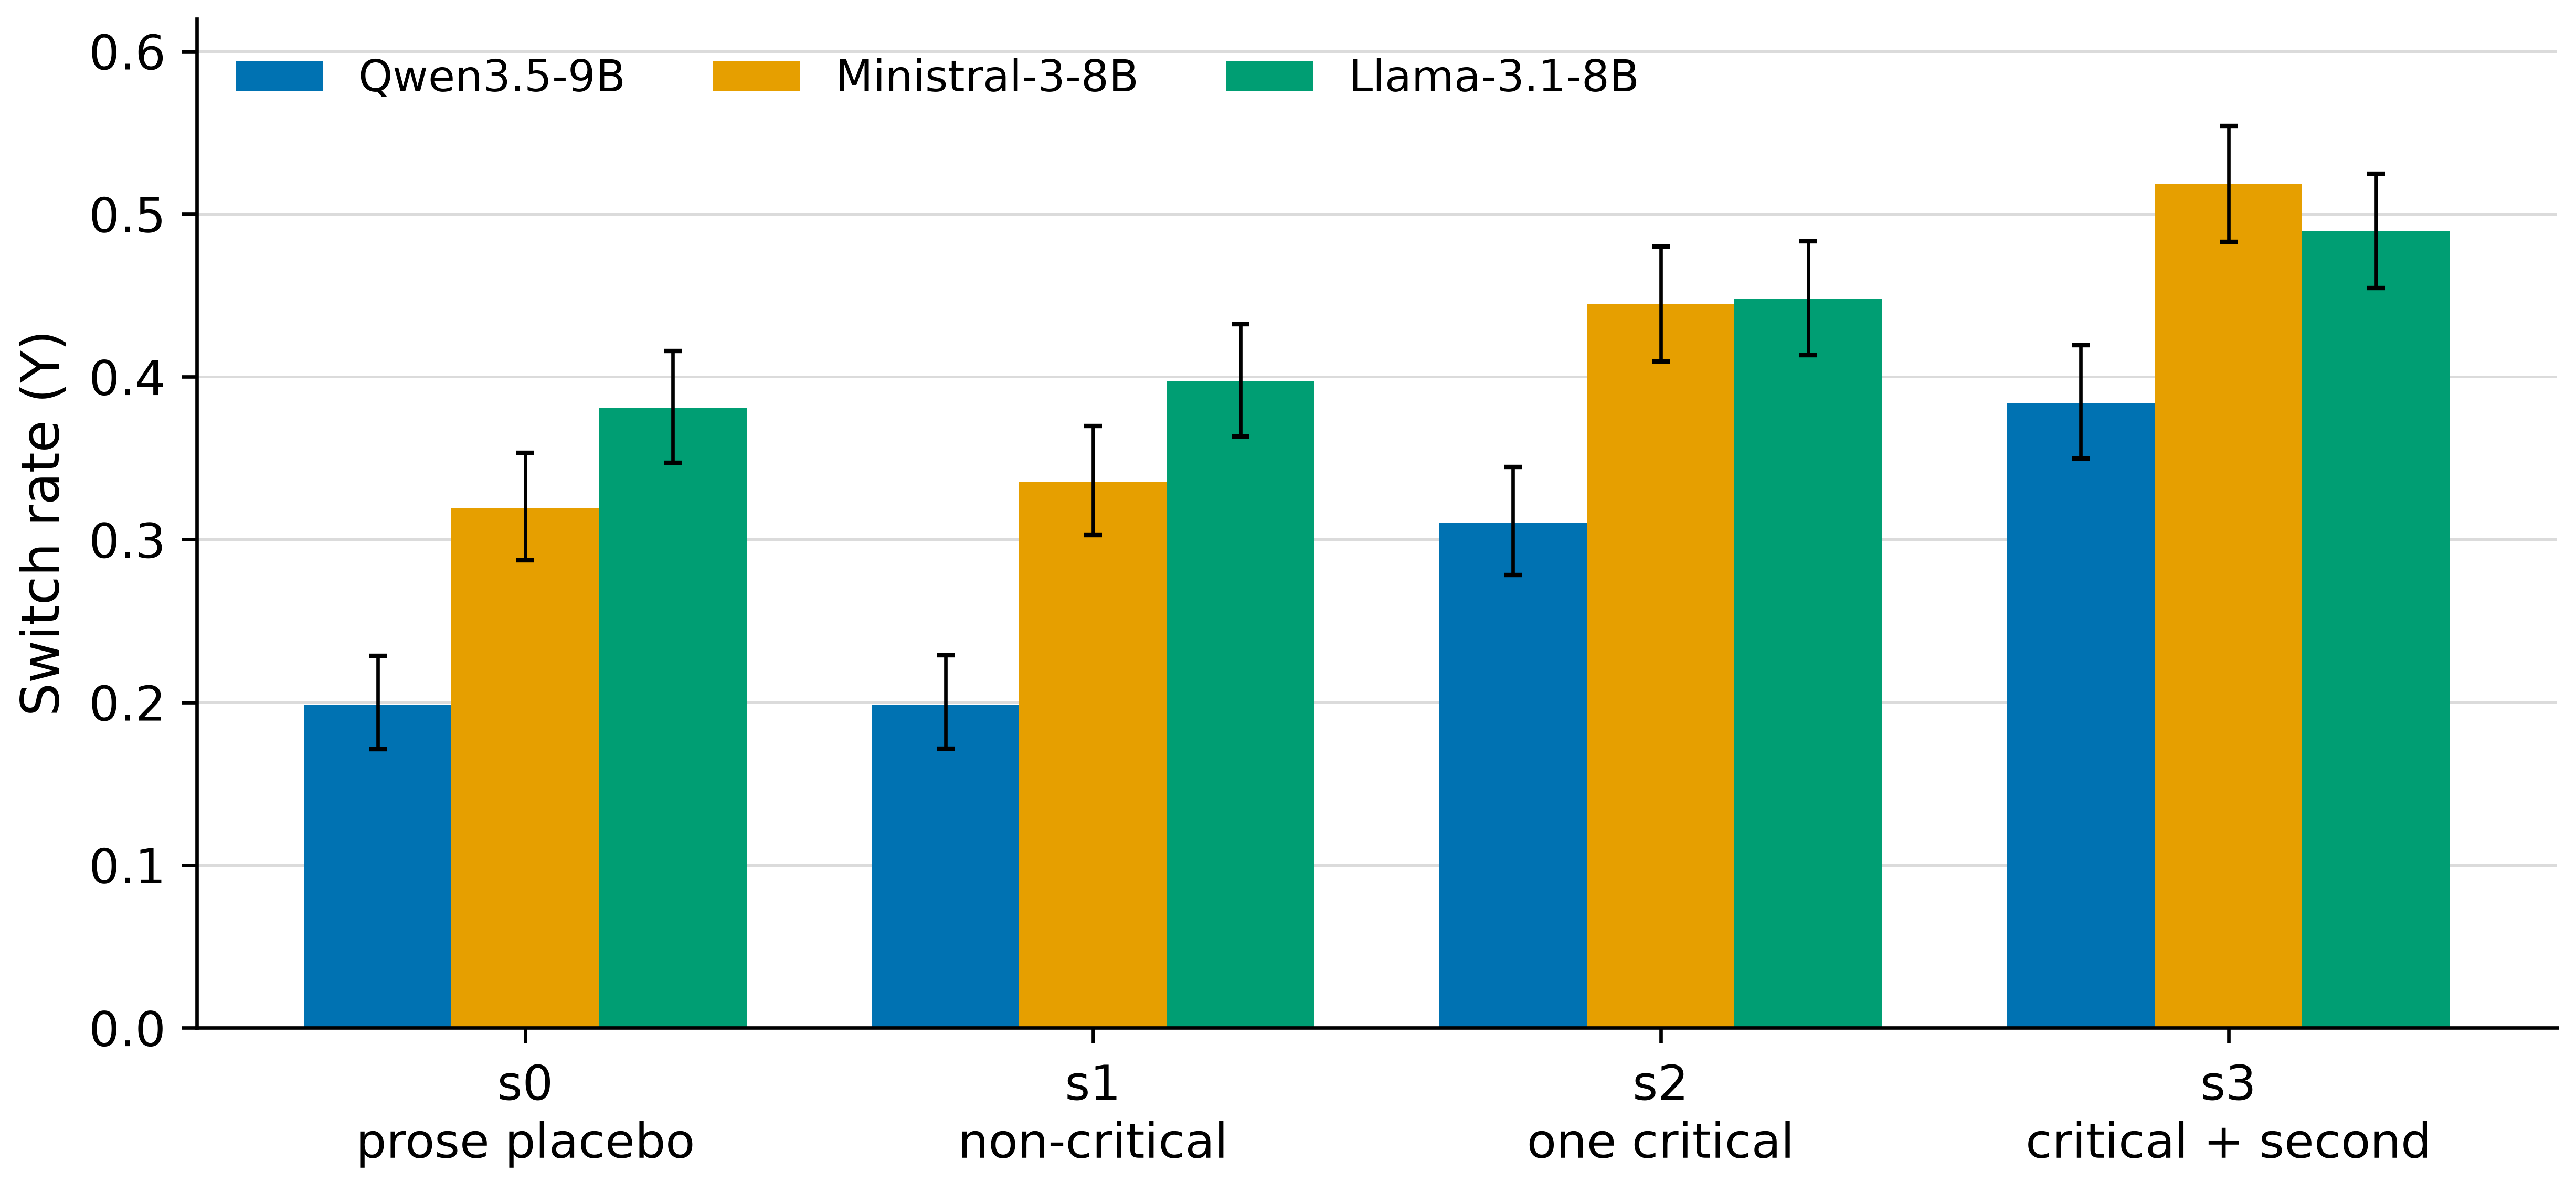 Qwen3.5-9B Ministral-3-8B Llama-3.1-8B
Switch rate (Y)
0.6
0.5
0.4
0.3
0.2
0.1
0.0
s0 s1 s2 s3
prose placebo non-critical one critical critical + second